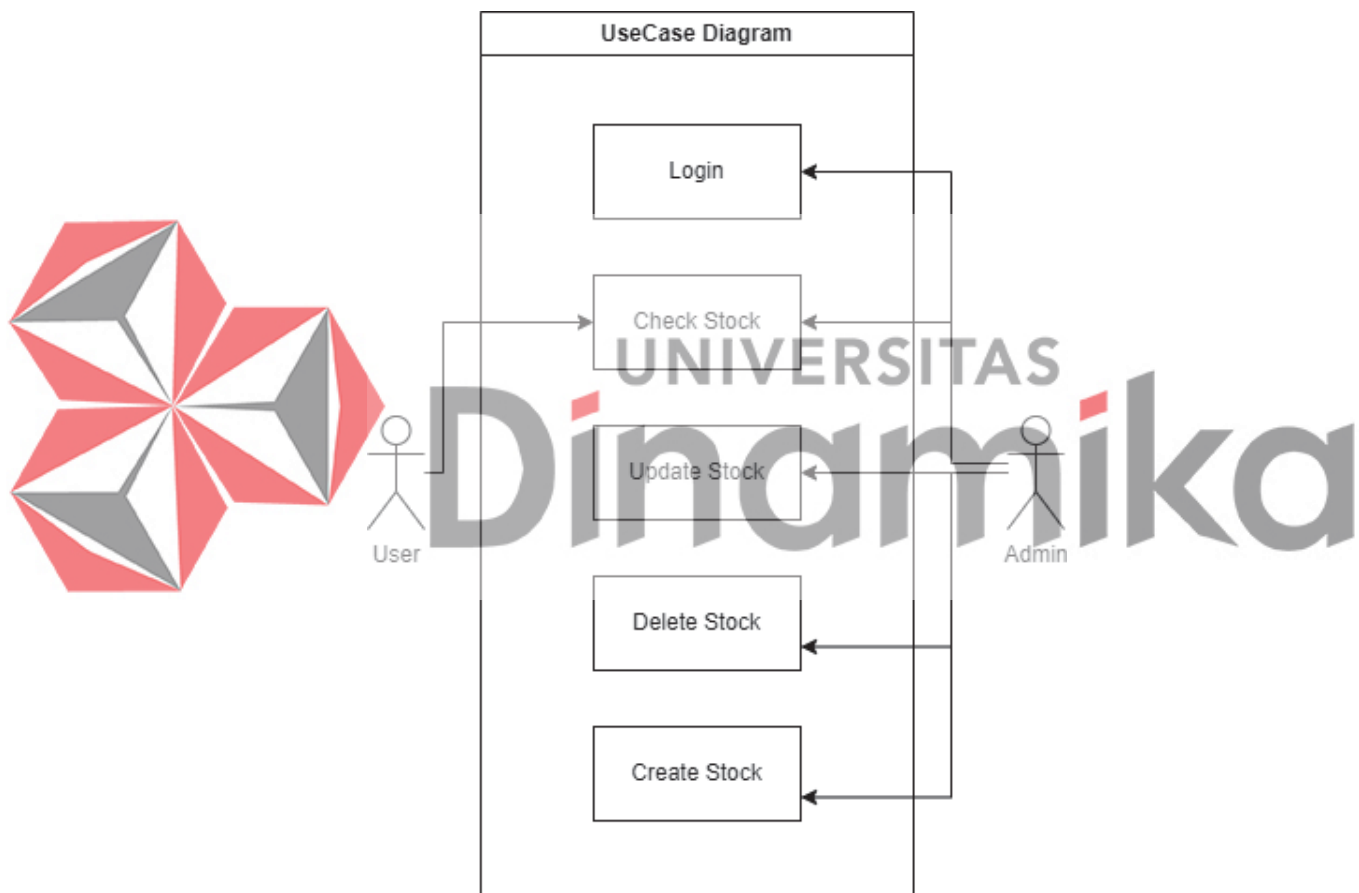 UseCase Diagram
Login
Check Stock
UNIVERSITAS
Dinamika
Update Stock
User
Admin
Delete Stock
Create Stock